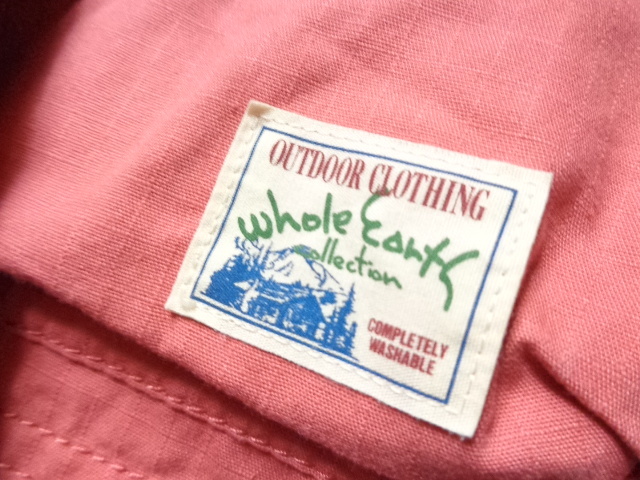 OUTDOOR CLOTHING
whole Earth
collection
COMPLETELY
WASHABLE